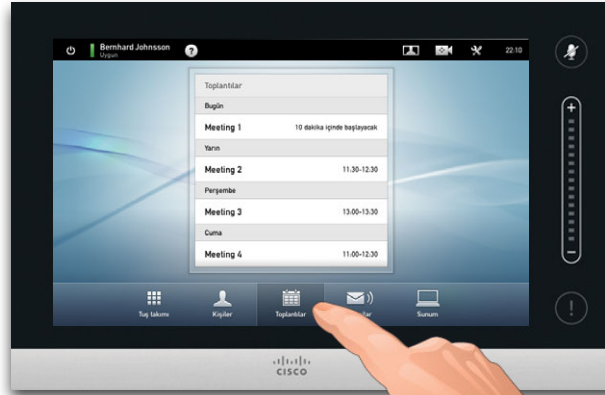 Bernhard Johnsson
Uygun
?
22:10
Toplantılar
Bugün
Meeting 1 10 dakika içinde başlayacak
Yarın
Meeting 2 11.30-12.30
Perşembe
Meeting 3 13:00-13:30
Cuma
Meeting 4 11:00-12:30
Tuş takımı Kişiler Toplantılar Sunum
CISCO